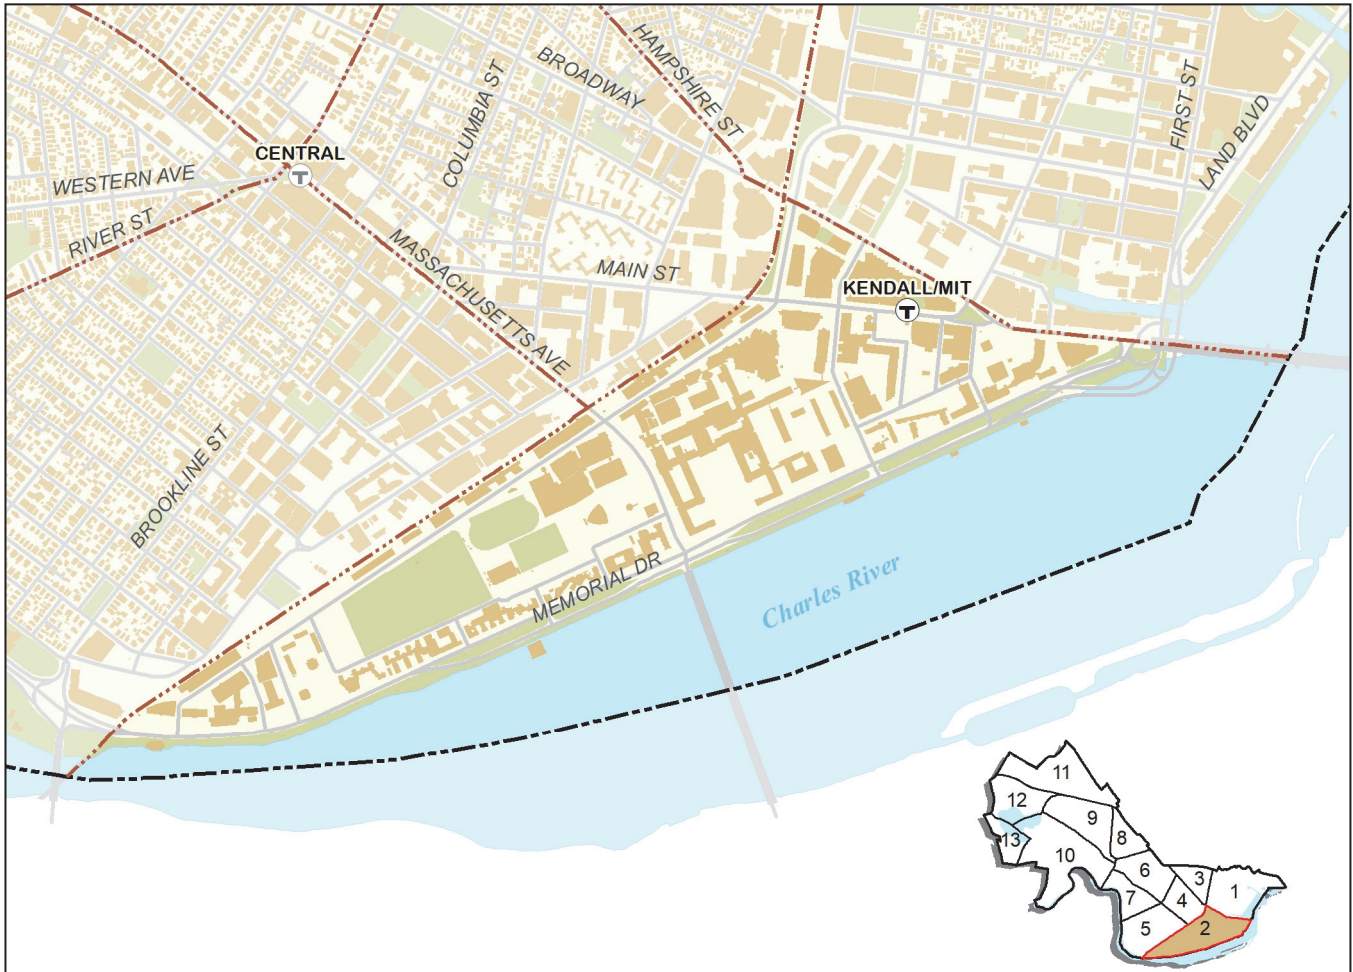 HAMPSHIRE ST
BROADWAY
COLUMBIA ST
FIRST ST
LAND BLVD
CENTRAL
T
WESTERN AVE
RIVER ST
MASSACHUSETTS AVE
MAIN ST
KENDALL/MIT
T
BROOKLINE ST
MEMORIAL DR
Charles River
11
12
9
13
8
10
6
3
1
7
4
5
2